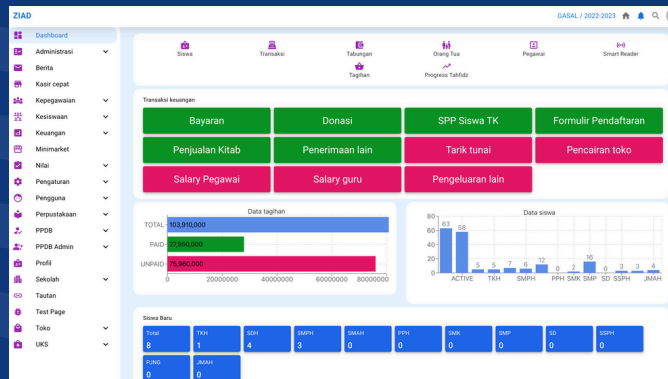 ZIAD
GASAL / 2022-2023
Dashboard
Administrasi
Berita
Kasir cepat
Kepegawaian
Kesiswaan
Keuangan
Minimarket
Nilai
Pengaturan
Pengguna
Perpustakaan
PPDB
PPDB Admin
Profil
Sekolah
Tautan
Test Page
Toko
UKS
Siswa Transaksi Tabungan Orang Tua Pegawai Smart Reader
Tagihan Progress Tahfidz
Transaksi keuangan
Bayaran Donasi SPP Siswa TK Formulir Pendaftaran
Penjualan Kitab Penerimaan lain Tarik tunai Pencairan toko
Salary Pegawai Salary guru Pengeluaran lain
Data tagihan
TOTAL 103,910,000
PAID 27,950,000
UNPAID 75,960,000
0 20000000 40000000 60000000 80000000
Data siswa
80
60
40
20
0
63 58 5 5 7 6 12 0 2 16 0 3 3 4
ACTIVE TKH SMPH PPH SMK SMP SD SSPH JMAH
Siswa Baru
Total TKH SDH SMPH SMAH PPH SMK SMP SD SSPH
8 1 4 3 0 0 0 0 0 0
PJNG JMAH
0 0